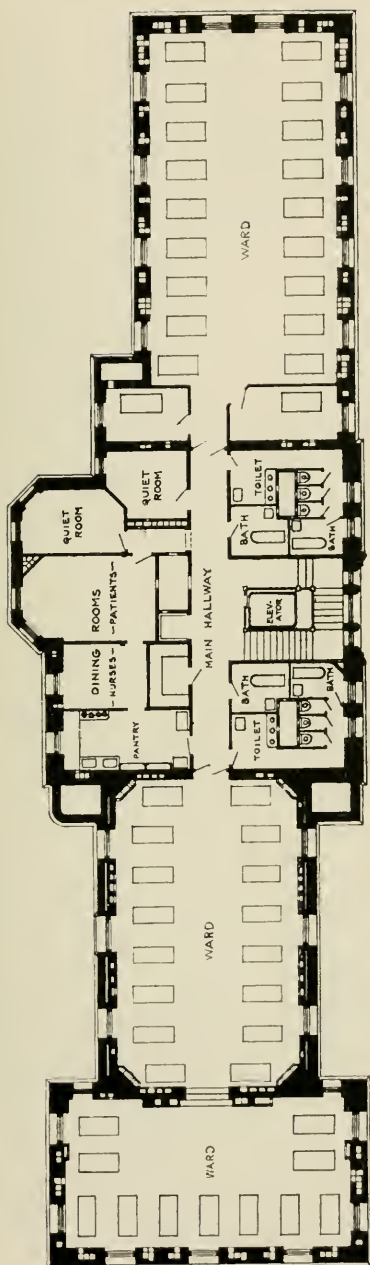 WARD
QUIET ROOM
QUIET ROOM
TOILET
BATH
BATH
DINING ROOMS
PATIENTS
NURSES
MAIN HALLWAY
ELEV-
ATOR
PANTRY
BATH
BATH
TOILET
WARD
WARD